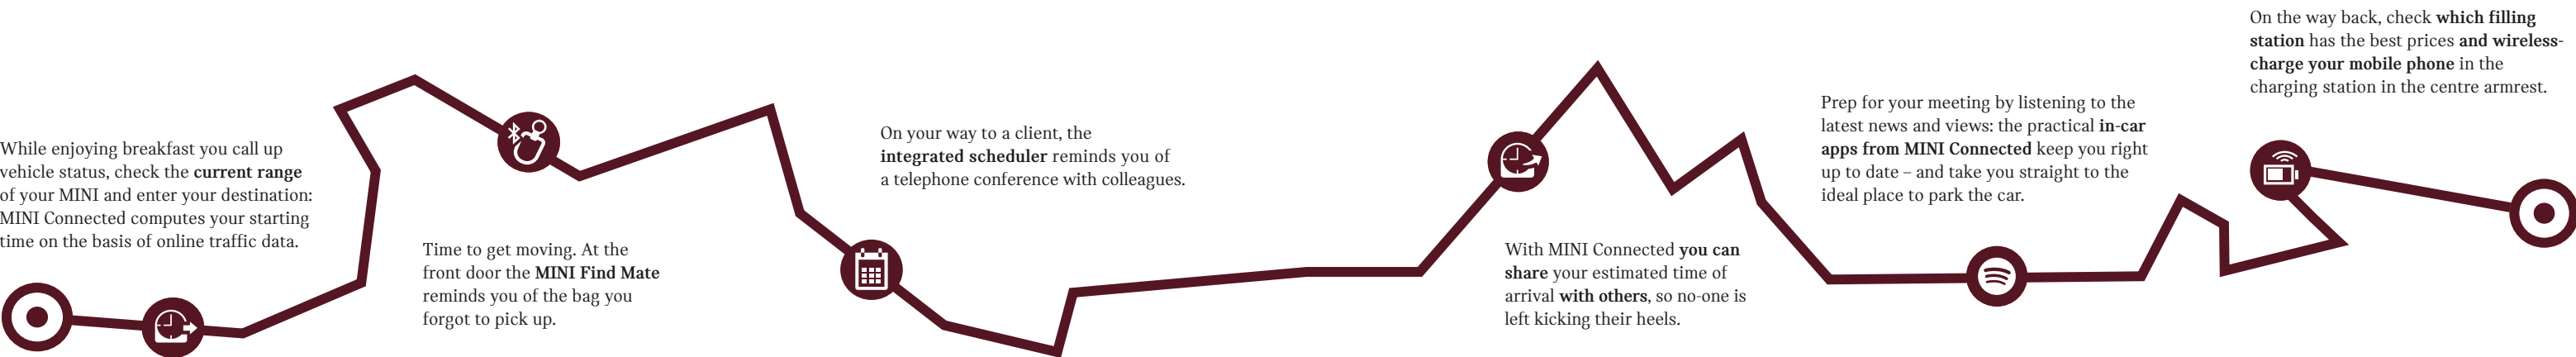 While enjoying breakfast you call up
vehicle status, check the current range
of your MINI and enter your destination:
MINI Connected computes your starting
time on the basis of online traffic data.
Time to get moving. At the
front door the MINI Find Mate
reminds you of the bag you
forgot to pick up.
On your way to a client, the
integrated scheduler reminds you of
a telephone conference with colleagues.
With MINI Connected you can
share your estimated time of
arrival with others, so no-one is
left kicking their heels.
Prep for your meeting by listening to the
latest news and views: the practical in-car
apps from MINI Connected keep you right
up to date – and take you straight to the
ideal place to park the car.
On the way back, check which filling
station has the best prices and wireless-
charge your mobile phone in the
charging station in the centre armrest.